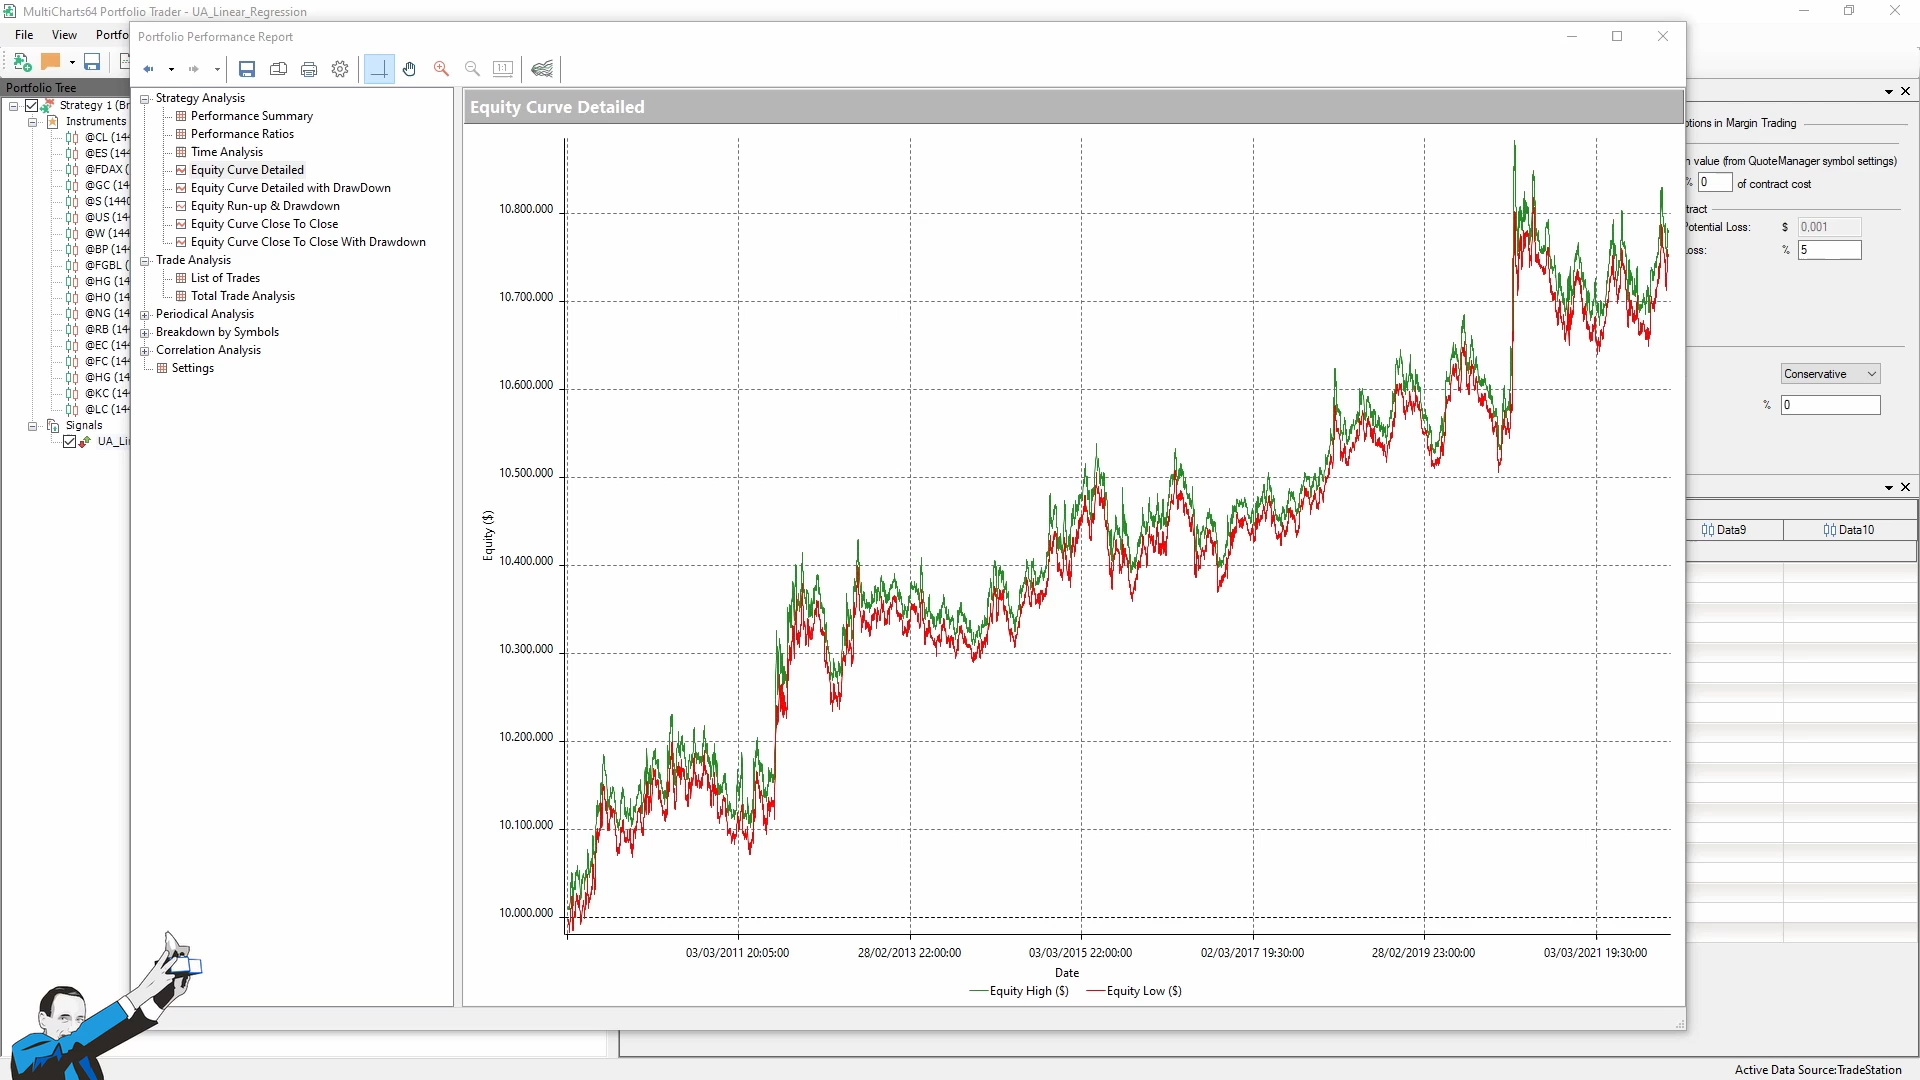 MultiCharts64 Portfolio Trader - UA_Linear_Regression
File View Portfo
Portfolio Performance Report
1:1
Portfolio Tree
Strategy 1 (Br
Instruments
@CL (144
@ES (144
@FDAX (
@GC (14
@S (1440
@US (14
@W (144
@BP (14
@FGBL (
@HG (14
@HO (14
@NG (14
@RB (14
@EC (14
@FC (14
@HG (14
@KC (14
@LC (14
Signals
UA_Li
Strategy Analysis
Performance Summary
Performance Ratios
Time Analysis
Equity Curve Detailed
Equity Curve Detailed with DrawDown
Equity Run-up & Drawdown
Equity Curve Close To Close
Equity Curve Close To Close With Drawdown
Trade Analysis
List of Trades
Total Trade Analysis
Periodical Analysis
Breakdown by Symbols
Correlation Analysis
Settings
Equity Curve Detailed
Equity ($)
10.800.000
10.700.000
10.600.000
10.500.000
10.400.000
10.300.000
10.200.000
10.100.000
10.000.000
03/03/2011 20:05:00 28/02/2013 22:00:00 03/03/2015 22:00:00 02/03/2017 19:30:00 28/02/2019 23:00:00 03/03/2021 19:30:00
Date
Equity High ($) Equity Low ($)
ptions in Margin Trading
n value (from QuoteManager symbol settings)
% 0 of contract cost
tract
Potential Loss: $ 0,001
Loss: % 5
Conservative
% 0
Data9 Data10
Active Data Source:TradeStation